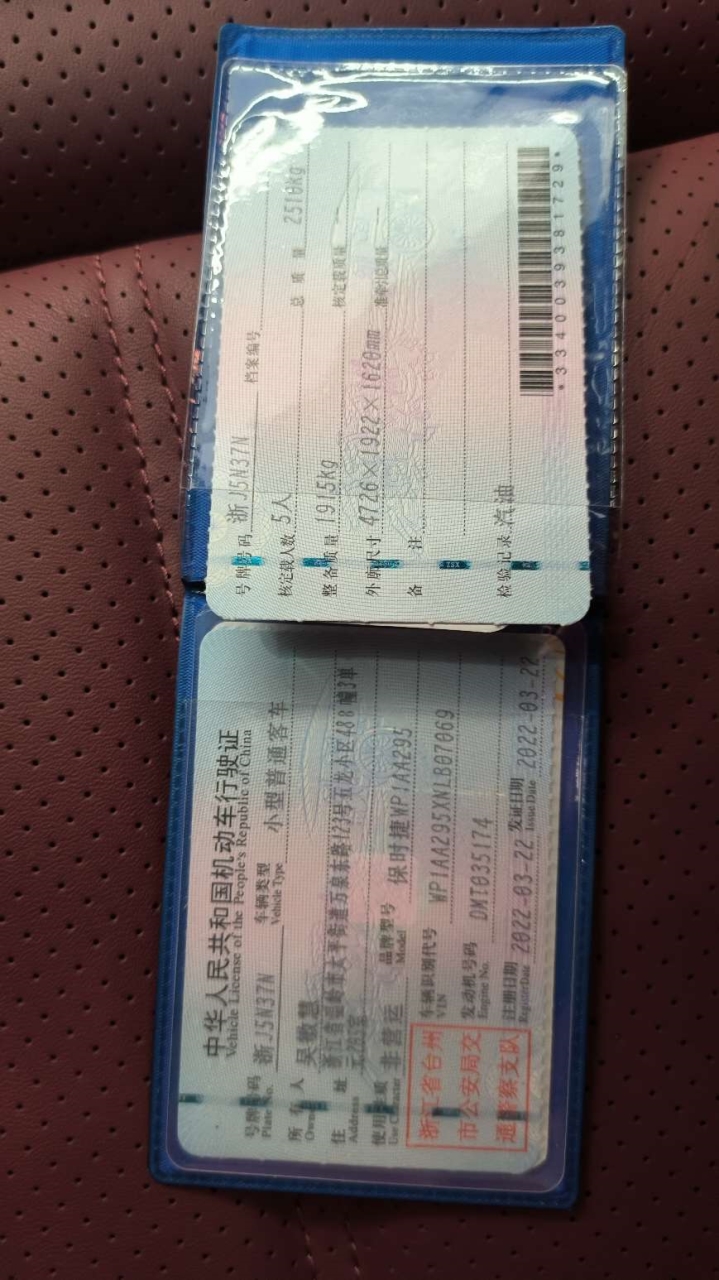 中华人民共和国机动车行驶证
Vehicle License of the People's Republic of China
号牌号码 浙J5N37N 车辆类型 小型普通客车
Plate No. Vehicle Type
所有人 吴敏慧
Owner
住址 浙江省温岭市太平街道万泉东路123号五龙小区488幢3单
Address
使用性质 非营运 品牌型号 保时捷WP1AA295
Use Character Model
浙江省台州
市公安局交
通警察支队
车辆识别代号 WP1AA295XNLB07069
VIN
发动机号码 DMT035174
Engine No.
注册日期 2022-03-22 发证日期 2022-03-22
Register Date Issue Date
号牌号码 浙J5N37N 档案编号
核定载人数 5人 总质量 2510kg
整备质量 1915kg 核定载质量
外廓尺寸 4726×1922×1620mm 准牵引总质量
备注
检验记录 汽油
*3340039381729*